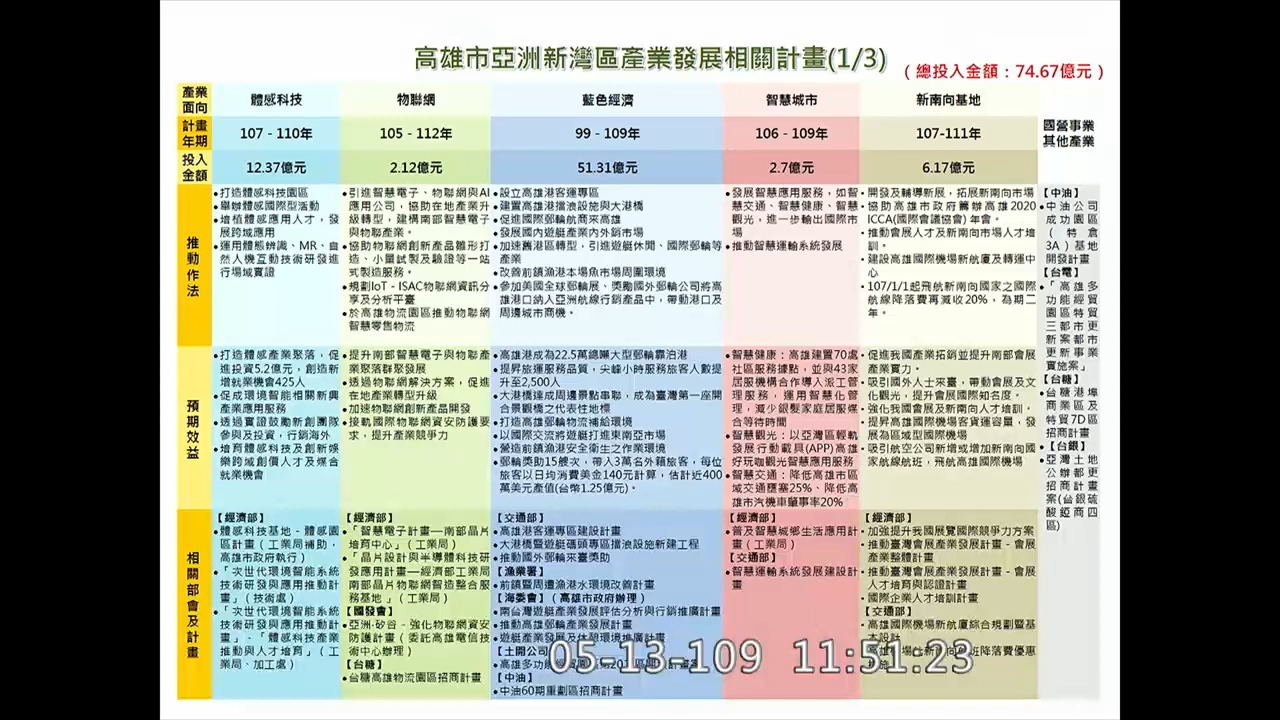 高雄市亞洲新灣區產業發展相關計畫(1/3)
（總投入金額：74.67億元）
產業面向
體感科技
物聯網
藍色經濟
智慧城市
新南向基地
國營事業
其他產業
計畫年期
107 - 110年
105 - 112年
99 - 109年
106 - 109年
107-111年
投入金額
12.37億元
2.12億元
51.31億元
2.7億元
6.17億元
推動作法
•打造體感科技園區
•舉辦體感國際型活動
•培植體感應用人才，發
展跨域應用
•運用體態辨識、MR、自
然人機互動技術研發進
行場域實證
•引進智慧電子、物聯網與AI
應用公司，協助在地產業升
級轉型，建構南部智慧電子
與物聯產業。
•協助物聯網創新產品雛形打
造、小量試製及驗證等一站
式製造服務。
•規劃IoT - ISAC物聯網資訊分
享及分析平臺
•於高雄物流園區推動物聯網
智慧零售物流
•設立高雄港客運專區
•建置高雄港擋浪設施與大港橋
•促進國際郵輪航商來高雄
•發展國內遊艇產業內外銷市場
•加速舊港區轉型，引進遊艇休閒、國際郵輪等
產業
•改善前鎮漁港本場魚市場周圍環境
•參加美國全球郵輪展、獎勵國外郵輪公司將高
雄港口納入亞洲航線行銷產品中，帶動港口及
周邊城市商機。
•發展智慧應用服務，如智
慧交通、智慧健康、智慧
觀光，進一步輸出國際市
場
•推動智慧運輸系統發展
•開發及輔導新展，拓展新南向市場
•協助高雄市政府籌辦高雄2020
ICCA(國際會議協會) 年會。
•推動會展人才及新南向市場人才培
訓。
•建設高雄國際機場新航廈及轉運中
心
•107/1/1起飛航新南向國家之國際
航線降落費再減收20%，為期二
年。
【中油】
•中油公司
成功園區
(特倉
3A)基地
開發計畫
【台電】
•「高雄多
功能經貿
園區特貿
三都市更
新案都市
更新事業
實施案」
【台糖】
•台糖港埠
商業區及
特貿7D區
招商計畫
【台銀】
•亞灣土地
公辦都更
招商計畫
案(台銀硫
酸錏商四
區)
預期效益
•打造體感產業聚落，促
進投資5.2億元，創造新
增就業機會425人
•促成環境智能相關新興
產業應用服務
•透過實證鼓勵新創團隊
參與及投資，行銷海外
•培育體感科技及創新娛
樂跨域創價人才及媒合
就業機會
•提升南部智慧電子與物聯產
業聚落群聚發展
•透過物聯網解決方案，促進
在地產業轉型升級
•加速物聯網創新產品開發
•接軌國際物聯網資安防護要
求，提升產業競爭力
•高雄港成為22.5萬總噸大型郵輪靠泊港
•提昇旅運服務品質，尖峰小時服務旅客人數提
升至2,500人
•大港橋達成周邊景點串聯，成為臺灣第一座開
合景觀橋之代表性地標
•打造高雄郵輪物流補給環境
•以國際交流將遊艇打進東南亞市場
•營造前鎮漁港安全衛生之作業環境
•郵輪獎助15艘次，帶入3萬名外籍旅客，每位
旅客以日均消費美金140元計算，估計近400
萬美元產值(台幣1.25億元)。
•智慧健康：高雄建置70處
社區服務據點，並與43家
居服機構合作導入派工管
理服務，運用智慧化管
理，減少銀髮家庭居服媒
合等待時間
•智慧觀光：以亞灣區輕軌
發展行動載具(APP)高雄
好玩咖觀光智慧應用服務
•智慧交通：降低高雄市區
域交通壅塞25%、降低高
雄市汽機車肇事率20%
•促進我國產業拓銷並提升南部會展
產業實力。
•吸引國外人士來臺，帶動會展及文
化觀光，提升會展國際知名度。
•強化我國會展及新南向人才培訓。
•提昇高雄國際機客貨運容量，發
展為區域型國際機場
•吸引航空公司新增或增加新南向國
家航線航班，飛航高雄國際機場
相關部會及計畫
【經濟部】
•體感科技基地 - 體感園
區計畫（工業局補助，
高雄市政府執行）
•「次世代環境智能系統
技術研發與應用推動計
畫」（技術處）
•「次世代環境智能系統
技術研發與應用推動計
畫」-「體感科技產業
推動與人才培育」（工
業局、加工處）
【經濟部】
•「智慧電子計畫—南部晶片
培育中心」（工業局）
•「晶片設計與半導體科技研
發應用計畫—經濟部工業局
南部晶片物聯網智造整合服
務基地」（工業局）
【國發會】
•亞洲‧矽谷 - 強化物聯網資安
防護計畫（委託高雄電信技
術中心辦理）
【台糖】
•台糖高雄物流園區招商計畫
【交通部】
•高雄港客運專區建設計畫
•大港橋暨遊艇碼頭專區擋浪設施新建工程
•推動國外郵輪來臺獎助
【漁業署】
•前鎮暨周遭漁港水環境改善計畫
【海委會】（高雄市政府辦理）
•南台灣遊艇產業發展評估分析與行銷推廣計畫
•推動高雄郵輪產業發展計畫
•遊艇產業發展及休憩環境推廣計畫
【土開公司
•高雄多功能經貿園
【中油】
•中油60期重劃區招商計畫
【經濟部】
•普及智慧城鄉生活應用計
畫（工業局）
【交通部】
•智慧運輸系統發展建設計
畫
【經濟部】
•加強提升我國展覽國際競爭力方案
•推動臺灣會展產業發展計畫 - 會展
產業整體計畫
•推動臺灣會展產業發展計畫 - 會展
人才培育與認證計畫
•國際企業人才培訓計畫
【交通部】
•高雄國際機場新航廈綜合規劃暨基
本設計
降落費優惠
05-13-109 11:51:23